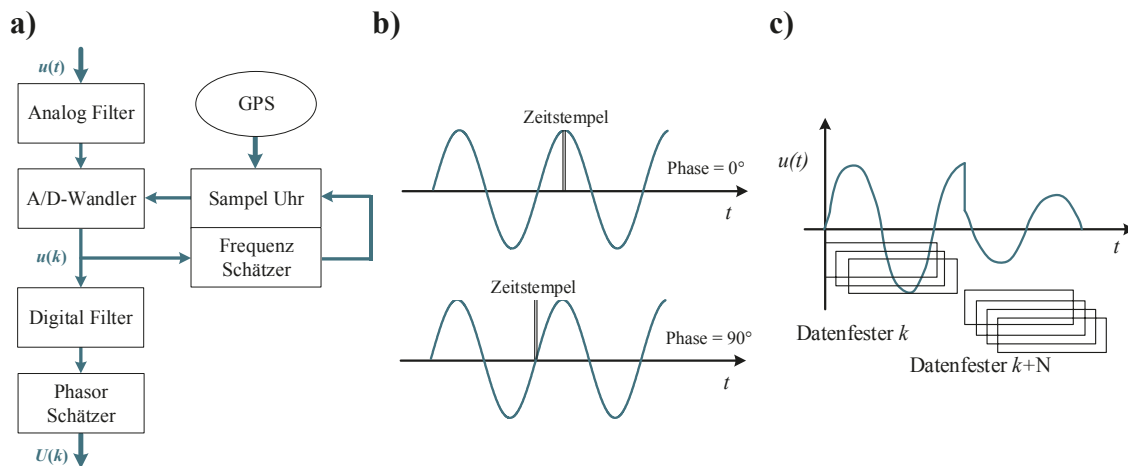 a)
u(t)
Analog Filter
A/D-Wandler
u(k)
Digital Filter
Phasor
Schätzer
U(k)
GPS
Sampel Uhr
Frequenz
Schätzer
b)
Zeitstempel
Phase = 0°
t
Zeitstempel
Phase = 90°
t
c)
u(t)
t
Datenfester k
Datenfester k+N